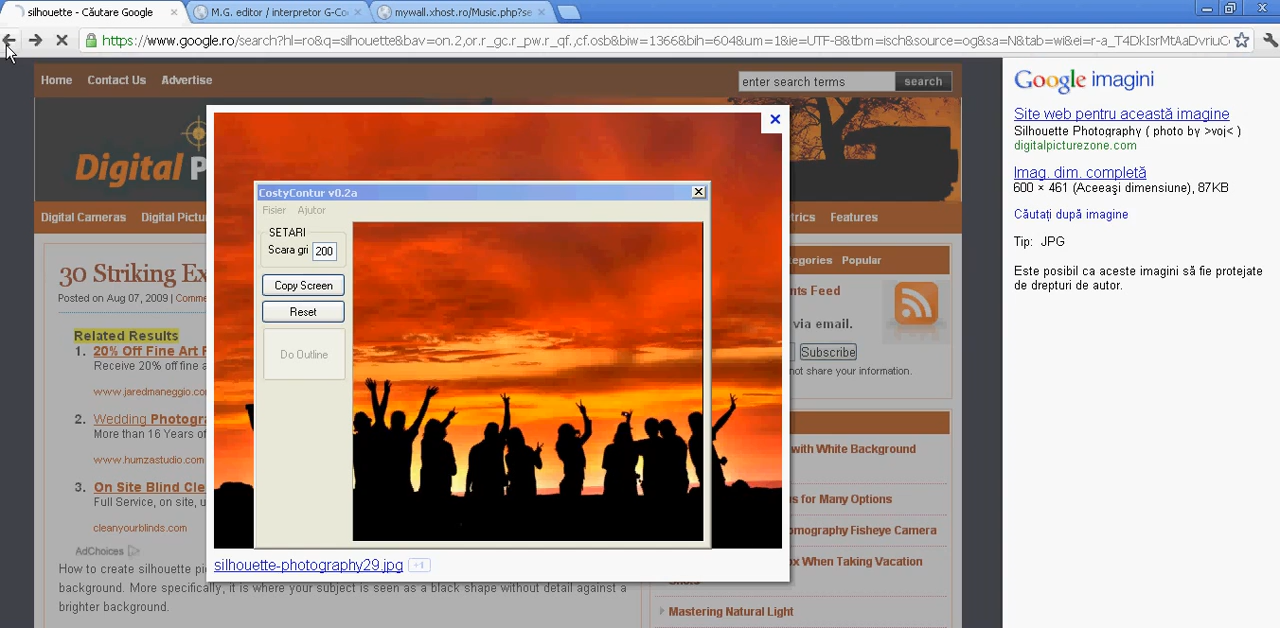 silhouette - Căutare Google
M.G. editor / interpretor G-Co
mywall.xhost.ro/Music.php?se
https://www.google.ro/search?hl=ro&q=silhouette&bav=on.2,or.r_gc.r_pw.r_qf.,cf.osb&biw=1366&bih=604&um=1&ie=UTF-8&tbm=isch&source=og&sa=N&tab=wi&ei=r-a_T4DkIsrMtAaDvriuC
Home Contact Us Advertise
enter search terms search
Digital P
Digital Cameras Digital Pictu
trics Features
30 Striking Ex
Posted on Aug 07, 2009 | Comme
Related Results
1. 20% Off Fine Art P
Receive 20% off fine a
www.jaredmaneggio.co
2. Wedding Photogra
More than 16 Years of
www.humzastudio.com
3. On Site Blind Cle
Full Service, on site, u
cleanyourblinds.com
AdChoices
How to create silhouette pi
background. More specifically, it is where your subject is seen as a black shape without detail against a
brighter background.
CostyContur v0.2a
Fisier Ajutor
SETARI
Scara gri 200
Copy Screen
Reset
Do Outline
silhouette-photography29.jpg +1
egories Popular
nts Feed
via email.
Subscribe
not share your information.
with White Background
s for Many Options
omography Fisheye Camera
ox When Taking Vacation
Shots
Mastering Natural Light
Google imagini
Site web pentru această imagine
Silhouette Photography ( photo by >voj< )
digitalpicturezone.com
Imag. dim. completă
600 × 461 (Aceeaşi dimensiune), 87KB
Căutați după imagine
Tip: JPG
Este posibil ca aceste imagini să fie protejate
de drepturi de autor.